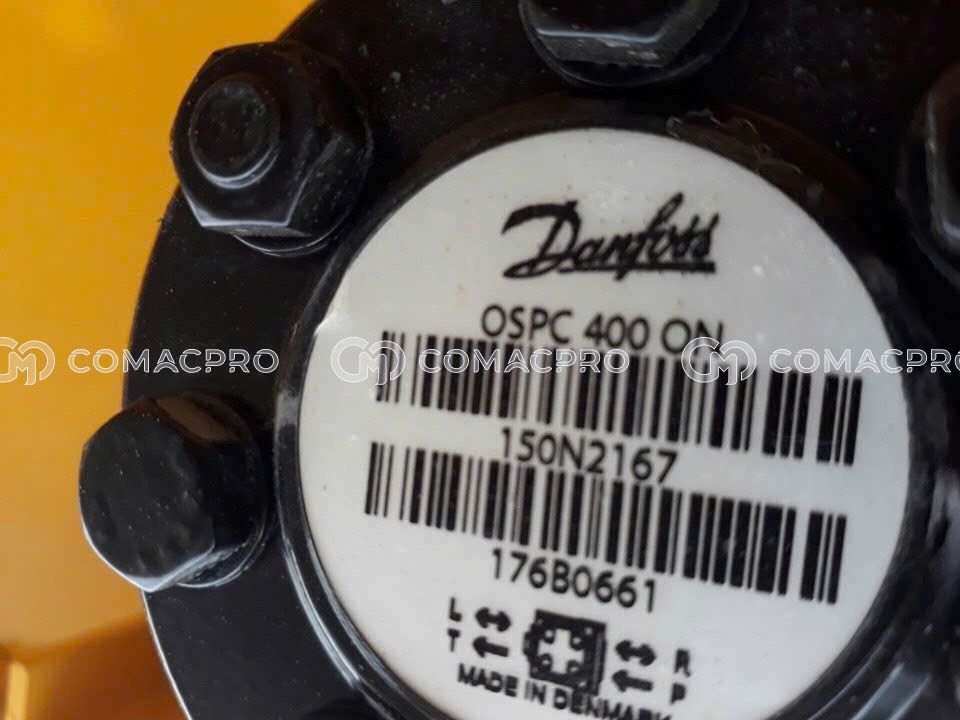 Danfoss
OSPC 400 ON
COMACPRO COMACPRO COMACPRO
150N2167
176B0661
L R
T P
MADE IN DENMARK